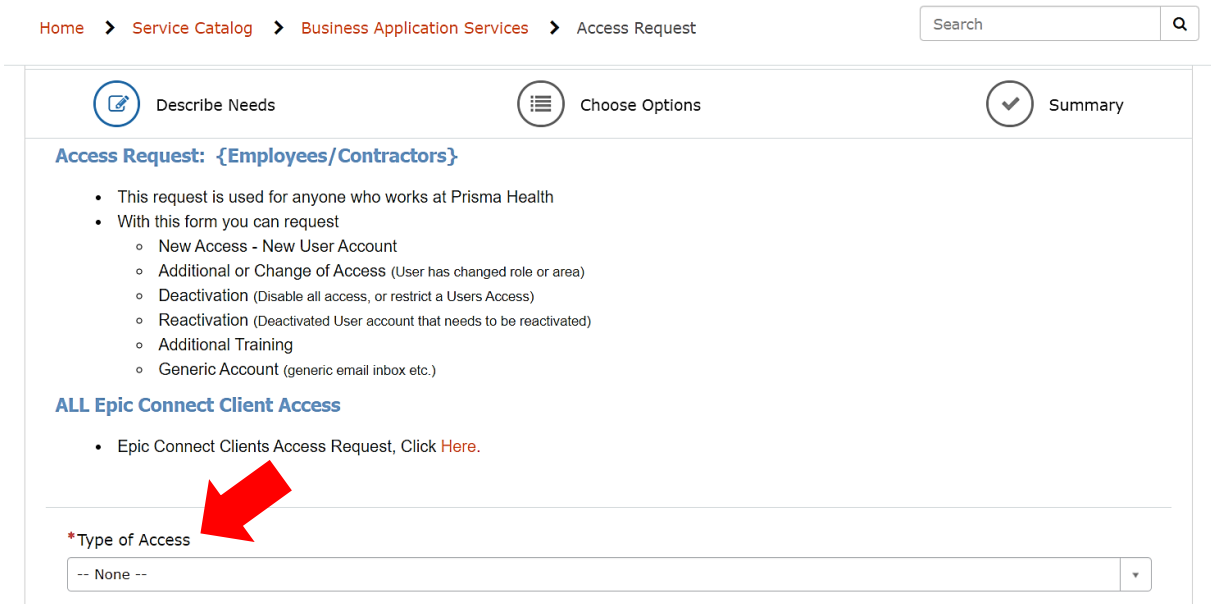 Home > Service Catalog > Business Application Services > Access Request Search
Describe Needs Choose Options Summary
Access Request: {Employees/Contractors}
• This request is used for anyone who works at Prisma Health
• With this form you can request
◦ New Access - New User Account
◦ Additional or Change of Access (User has changed role or area)
◦ Deactivation (Disable all access, or restrict a Users Access)
◦ Reactivation (Deactivated User account that needs to be reactivated)
◦ Additional Training
◦ Generic Account (generic email inbox etc.)
ALL Epic Connect Client Access
• Epic Connect Clients Access Request, Click Here.
*Type of Access
-- None --